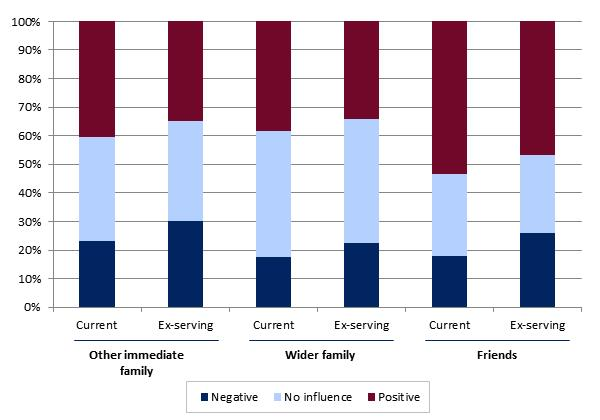 100%
90%
80%
70%
60%
50%
40%
30%
20%
10%
0%
Current Ex-serving Current Ex-serving Current Ex-serving
Other immediate Wider family Friends
family
Negative No influence Positive